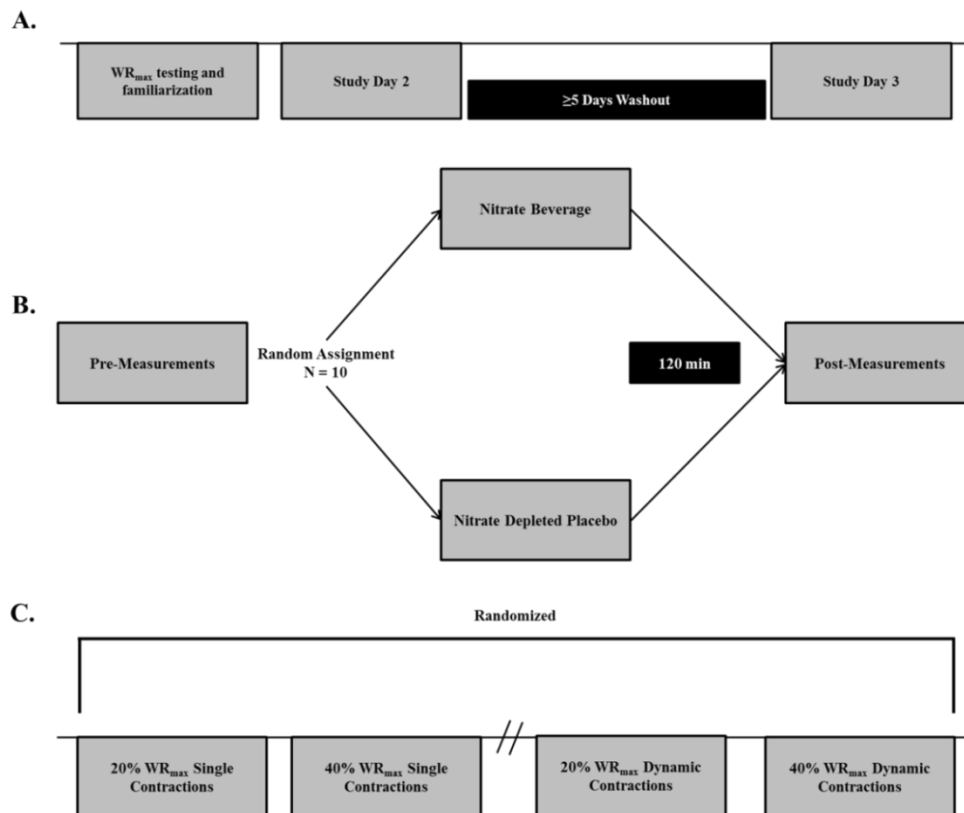 A.
WRmax testing and
familiarization
Study Day 2
≥5 Days Washout
Study Day 3
Nitrate Beverage
B.
Pre-Measurements
Random Assignment
N = 10
120 min
Post-Measurements
Nitrate Depleted Placebo
C.
Randomized
20% WRmax Single
Contractions
40% WRmax Single
Contractions
20% WRmax Dynamic
Contractions
40% WRmax Dynamic
Contractions